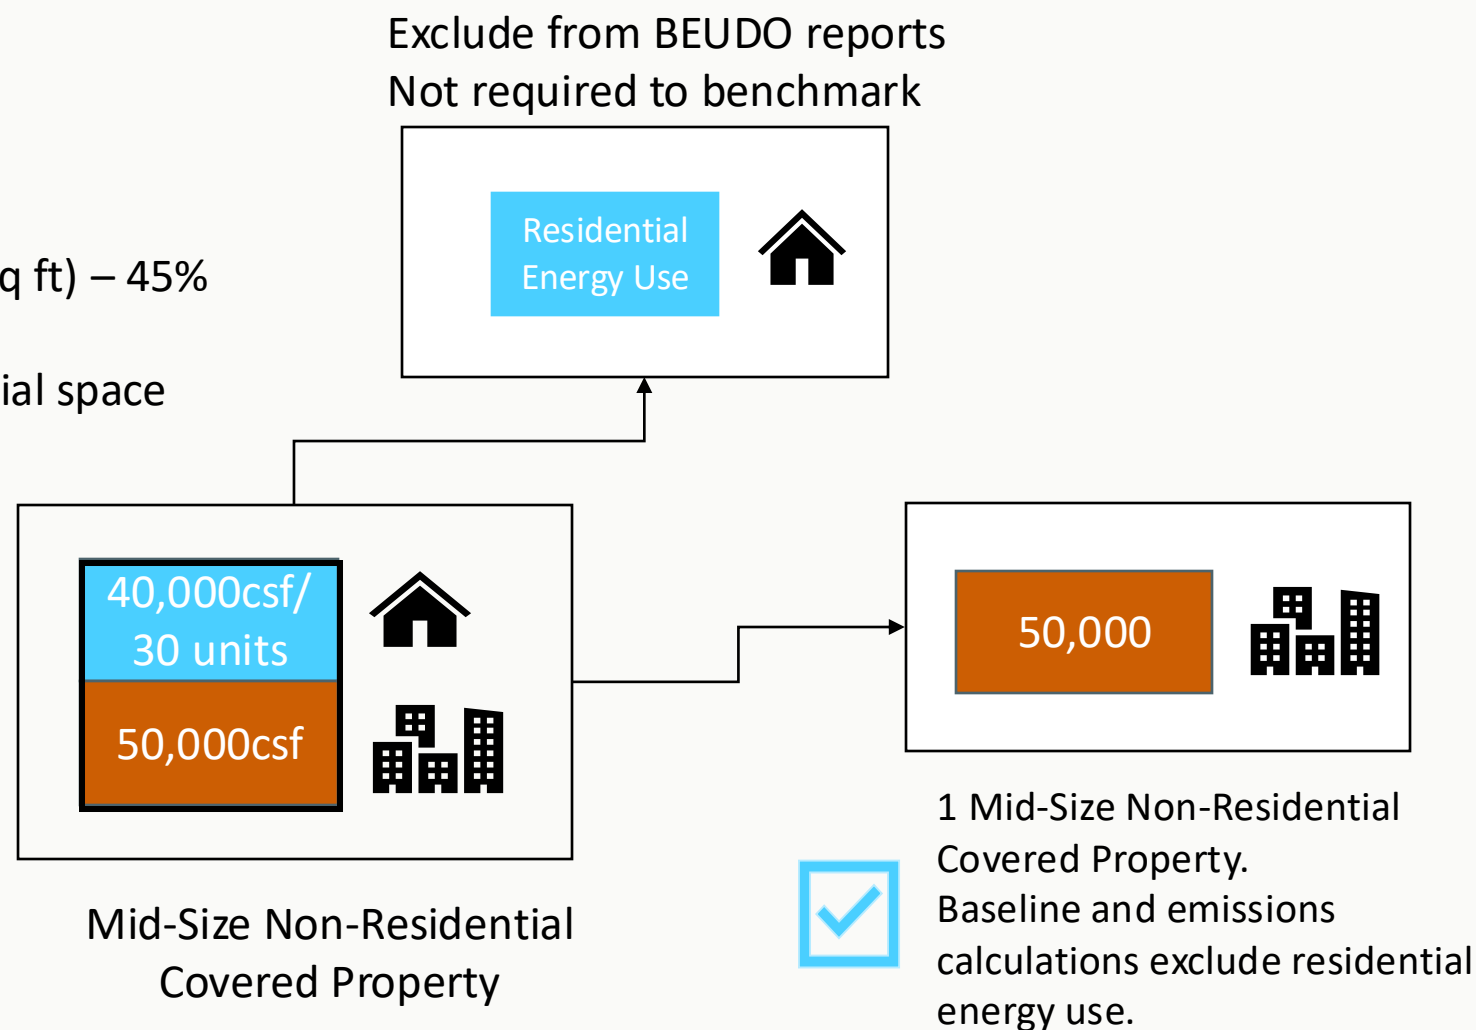 Exclude from BEUDO reports
Not required to benchmark
Residential
Energy Use
q ft) – 45%
ial space
40,000csf/
30 units
50,000csf
Mid-Size Non-Residential
Covered Property
50,000
1 Mid-Size Non-Residential
Covered Property.
Baseline and emissions
calculations exclude residential
energy use.